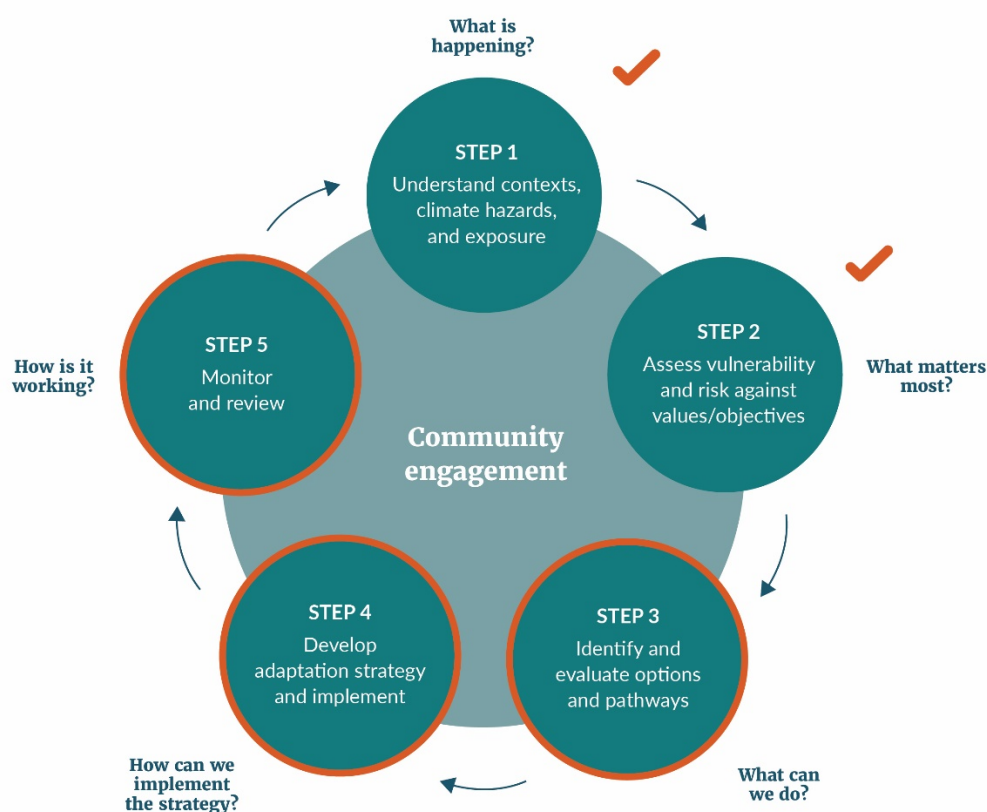 What is
happening?
STEP 1
Understand contexts,
climate hazards,
and exposure
STEP 2
Assess vulnerability
and risk against
values/objectives
What matters
most?
STEP 3
Identify and
evaluate options
and pathways
What can
we do?
STEP 4
Develop
adaptation strategy
and implement
How can we
implement
the strategy?
STEP 5
Monitor
and review
How is it
working?
Community
engagement